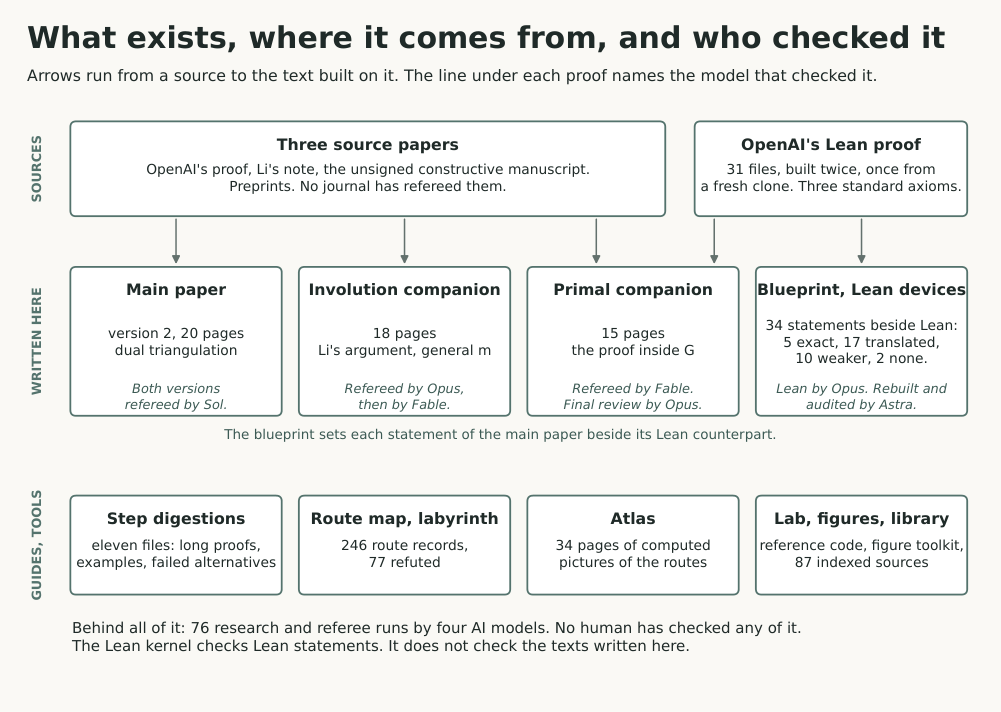 What exists, where it comes from, and who checked it
Arrows run from a source to the text built on it. The line under each proof names the model that checked it.
SOURCES
Three source papers
OpenAI's proof, Li's note, the unsigned constructive manuscript.
Preprints. No journal has refereed them.
OpenAI's Lean proof
31 files, built twice, once from
a fresh clone. Three standard axioms.
WRITTEN HERE
Main paper
version 2, 20 pages
dual triangulation
Both versions
refereed by Sol.
Involution companion
18 pages
Li's argument, general m
Refereed by Opus,
then by Fable.
Primal companion
15 pages
the proof inside G
Refereed by Fable.
Final review by Opus.
Blueprint, Lean devices
34 statements beside Lean:
5 exact, 17 translated,
10 weaker, 2 none.
Lean by Opus. Rebuilt and
audited by Astra.
The blueprint sets each statement of the main paper beside its Lean counterpart.
GUIDES, TOOLS
Step digestions
eleven files: long proofs,
examples, failed alternatives
Route map, labyrinth
246 route records,
77 refuted
Atlas
34 pages of computed
pictures of the routes
Lab, figures, library
reference code, figure toolkit,
87 indexed sources
Behind all of it: 76 research and referee runs by four AI models. No human has checked any of it.
The Lean kernel checks Lean statements. It does not check the texts written here.